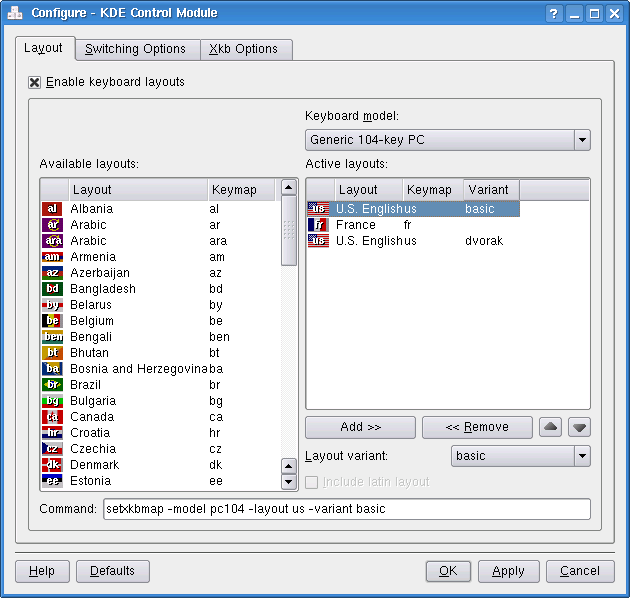 Configure - KDE Control Module
Layout Switching Options Xkb Options
Enable keyboard layouts
Keyboard model:
Generic 104-key PC
Available layouts:
Active layouts:
Layout Keymap
al Albania al
ar Arabic ar
ara Arabic ara
am Armenia am
az Azerbaijan az
bd Bangladesh bd
by Belarus by
be Belgium be
ben Bengali ben
bt Bhutan bt
ba Bosnia and Herzegovina ba
br Brazil br
bg Bulgaria bg
ca Canada ca
hr Croatia hr
cz Czechia cz
dk Denmark dk
ee Estonia ee
Layout Keymap Variant
us U.S. English us basic
fr France fr
us U.S. English us dvorak
Add >> << Remove
Layout variant: basic
Include latin layout
Command: setxkbmap -model pc104 -layout us -variant basic
Help Defaults OK Apply Cancel